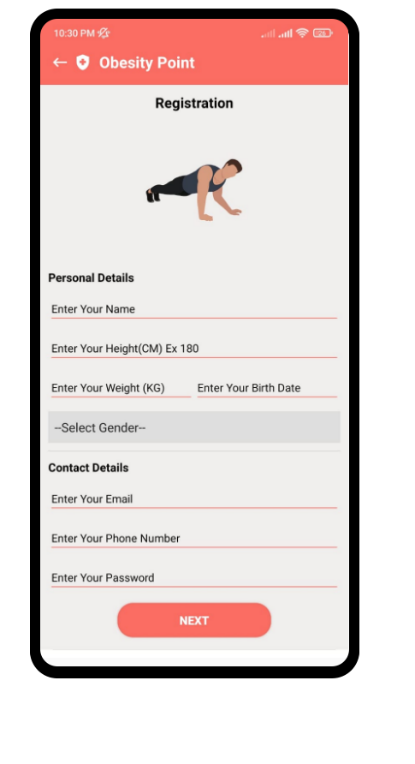 10:30 PM
Obesity Point
Registration
Personal Details
Enter Your Name
Enter Your Height(CM) Ex 180
Enter Your Weight (KG) Enter Your Birth Date
--Select Gender--
Contact Details
Enter Your Email
Enter Your Phone Number
Enter Your Password
NEXT